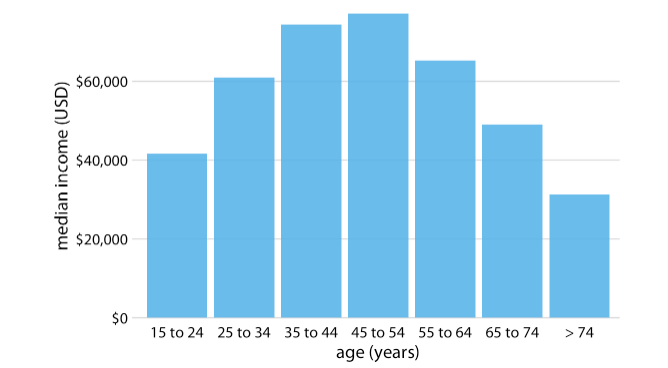 median income (USD)
$60,000
$40,000
$20,000
$0
15 to 24 25 to 34 35 to 44 45 to 54 55 to 64 65 to 74 > 74
age (years)